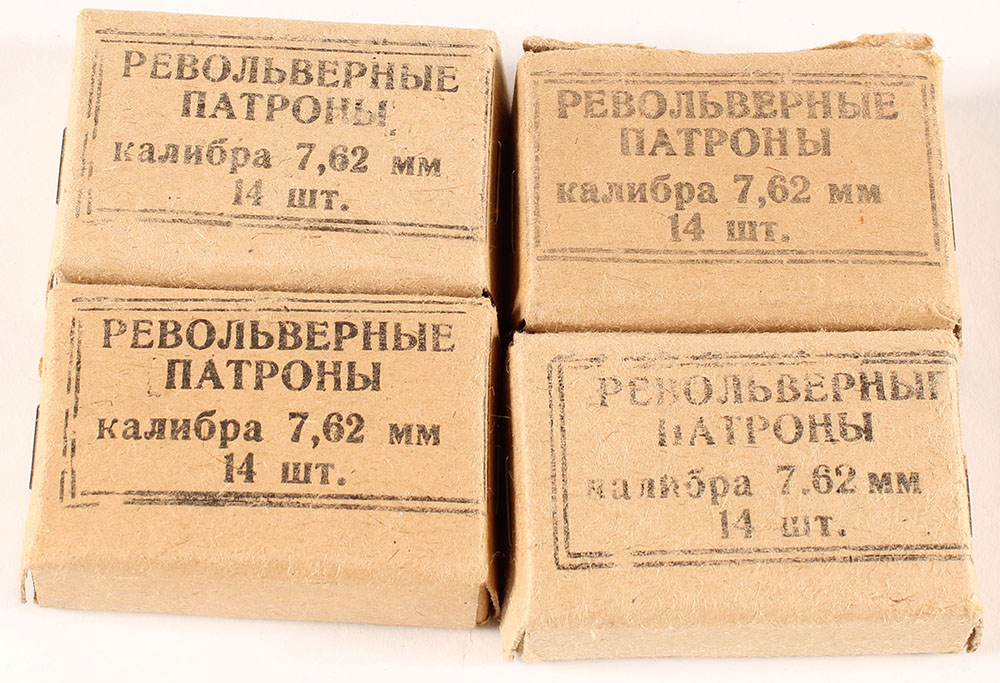 РЕВОЛЬВЕРНЫЕ
ПАТРОНЫ
калибра 7,62 мм
14 шт.
РЕВОЛЬВЕРНЫЕ
ПАТРОНЫ
калибра 7,62 мм
14 шт.
РЕВОЛЬВЕРНЫЕ
ПАТРОНЫ
калибра 7,62 мм
14 шт.
РЕВОЛЬВЕРНЫЕ
ПАТРОНЫ
калибра 7.62 мм
14 шт.